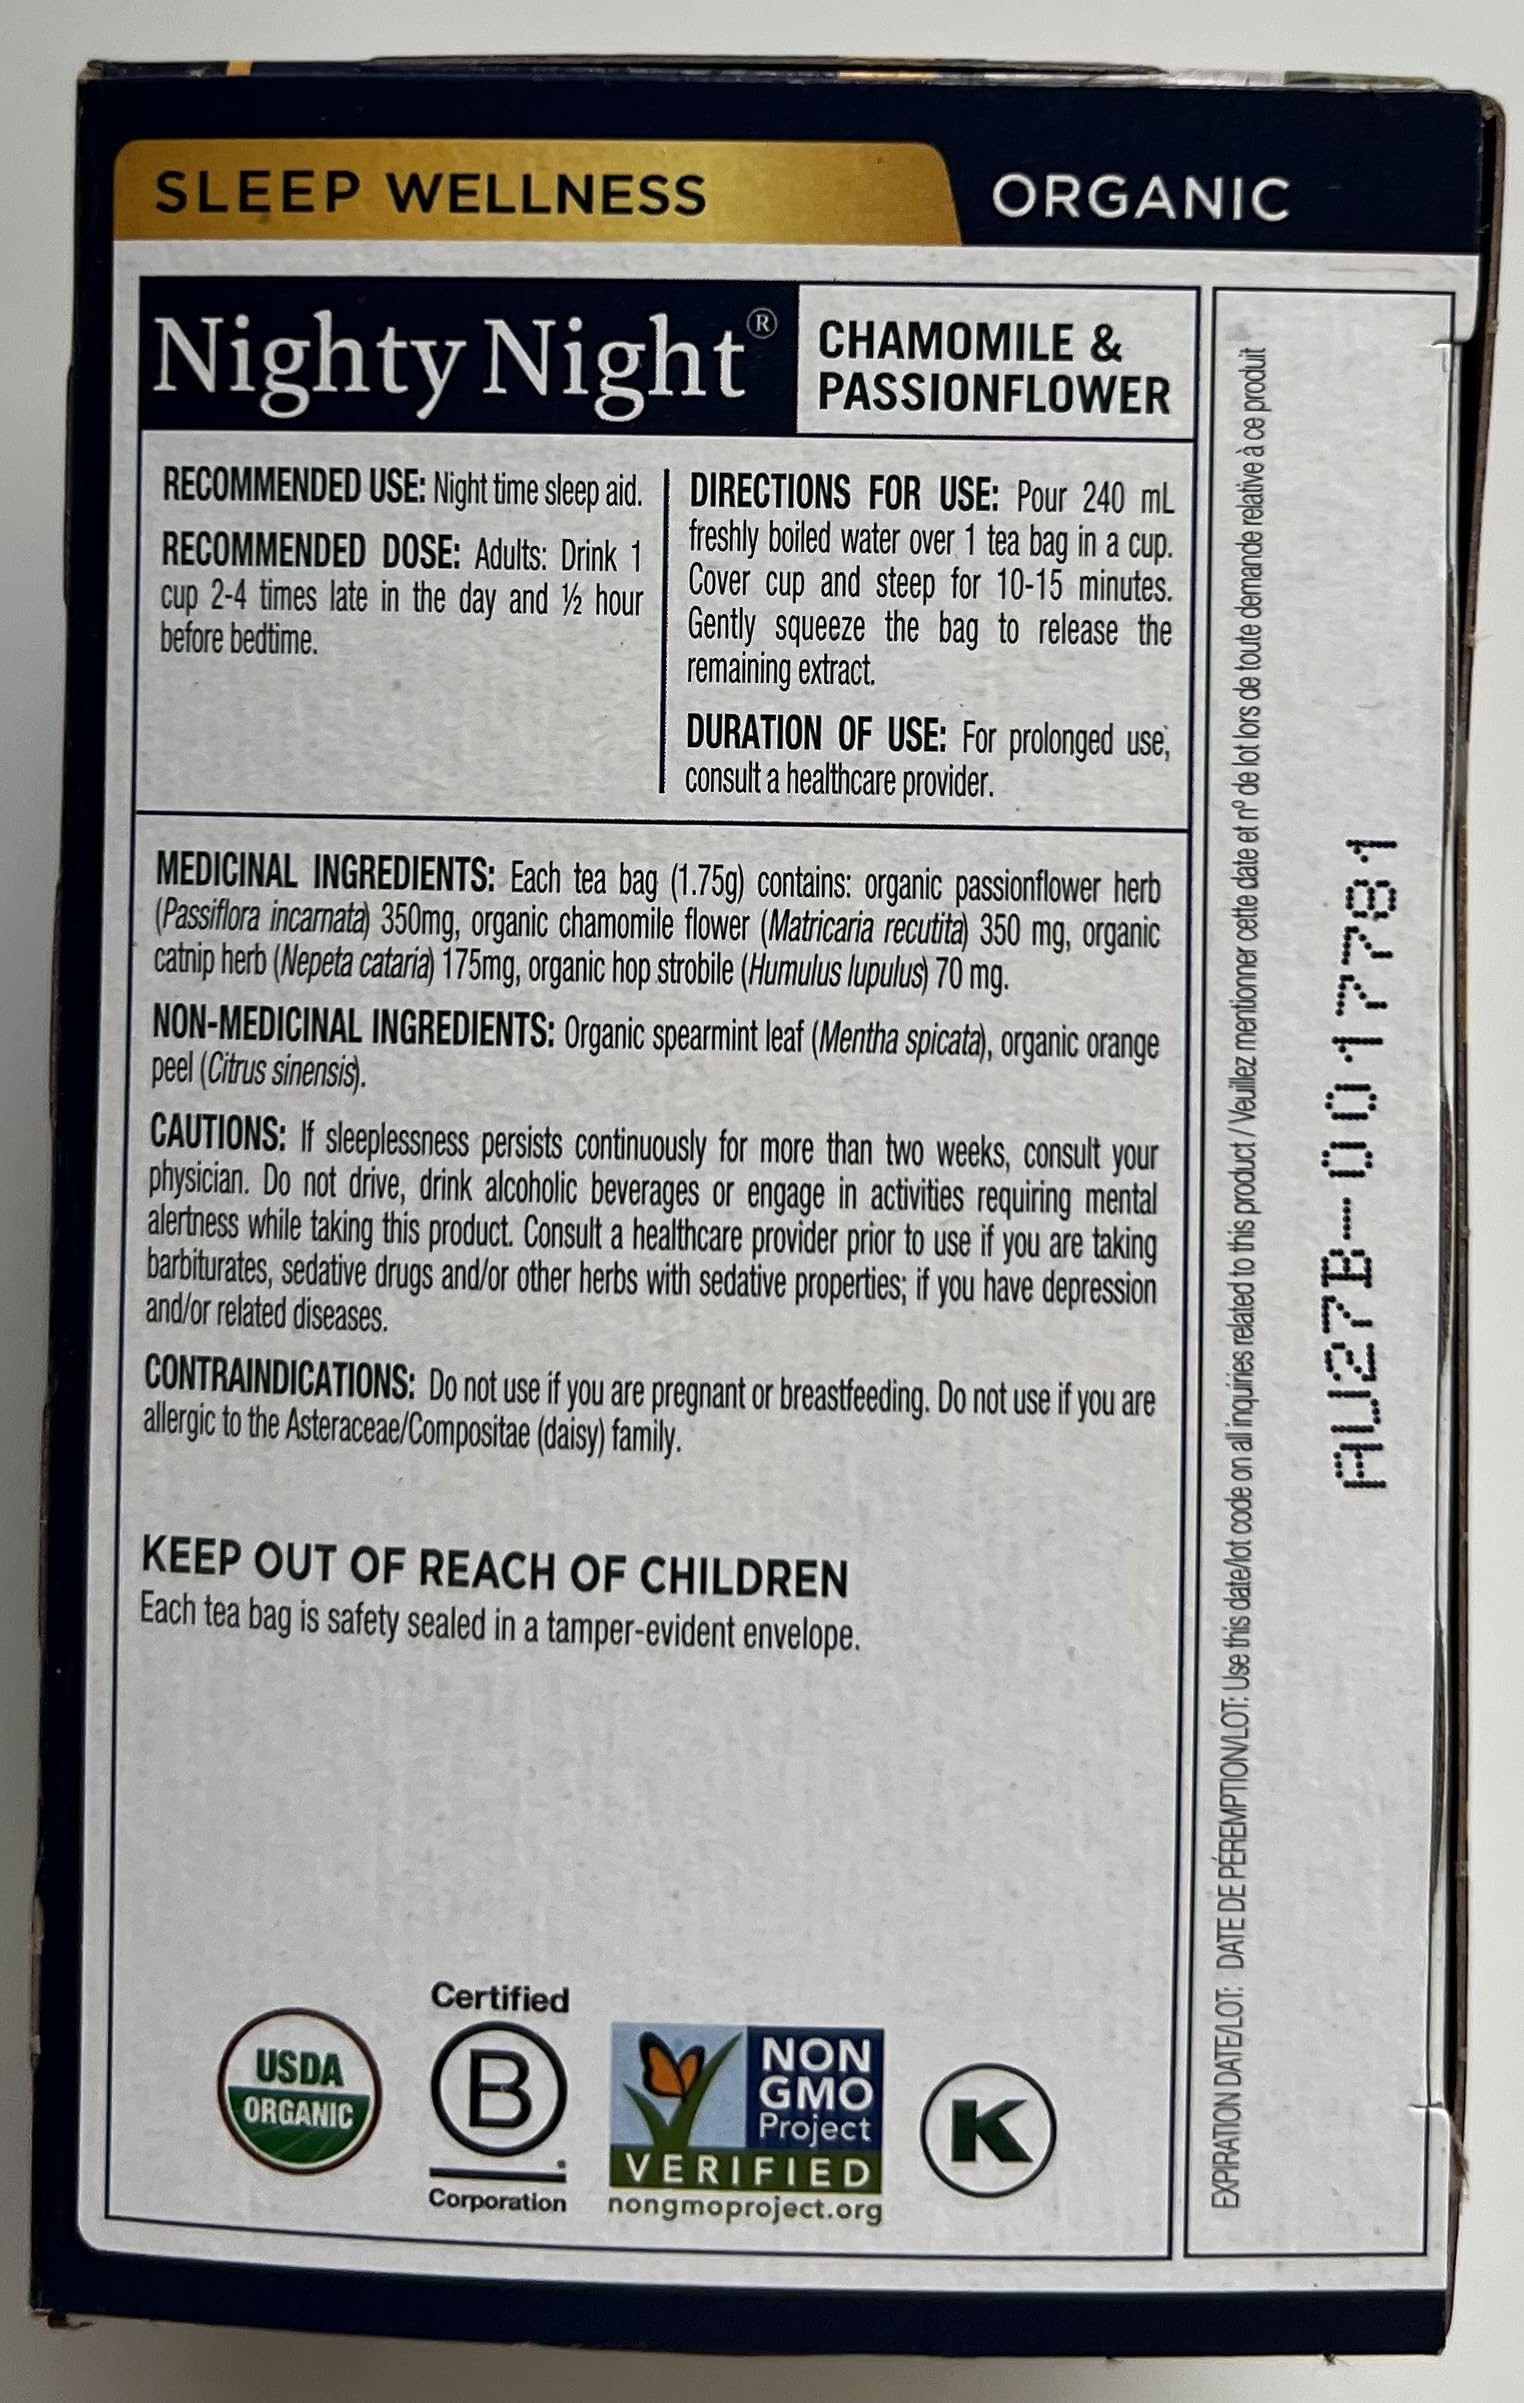 SLEEP WELLNESS
ORGANIC
Nighty Night®
CHAMOMILE &
PASSIONFLOWER
RECOMMENDED USE: Night time sleep aid.
RECOMMENDED DOSE: Adults: Drink 1
cup 2-4 times late in the day and ½ hour
before bedtime.
DIRECTIONS FOR USE: Pour 240 mL
freshly boiled water over 1 tea bag in a cup.
Cover cup and steep for 10-15 minutes.
Gently squeeze the bag to release the
remaining extract.
DURATION OF USE: For prolonged use,
consult a healthcare provider.
MEDICINAL INGREDIENTS: Each tea bag (1.75g) contains: organic passionflower herb
(Passiflora incarnata) 350mg, organic chamomile flower (Matricaria recutita) 350 mg, organic
catnip herb (Nepeta cataria) 175mg, organic hop strobile (Humulus lupulus) 70 mg.
NON-MEDICINAL INGREDIENTS: Organic spearmint leaf (Mentha spicata), organic orange
peel (Citrus sinensis).
CAUTIONS: If sleeplessness persists continuously for more than two weeks, consult your
physician. Do not drive, drink alcoholic beverages or engage in activities requiring mental
alertness while taking this product. Consult a healthcare provider prior to use if you are taking
barbiturates, sedative drugs and/or other herbs with sedative properties; if you have depression
and/or related diseases.
CONTRAINDICATIONS: Do not use if you are pregnant or breastfeeding. Do not use if you are
allergic to the Asteraceae/Compositae (daisy) family.
KEEP OUT OF REACH OF CHILDREN
Each tea bag is safety sealed in a tamper-evident envelope.
USDA
ORGANIC
Certified
B
Corporation
NON
GMO
Project
VERIFIED
nongmoproject.org
K
EXPIRATION DATE/LOT: DATE DE PÉREMPTION/LOT: Use this date/lot code on all inquiries related to this product / Veuillez mentionner cette date et nº de lot lors de toute demande relative à ce produit
AU27B-0017781